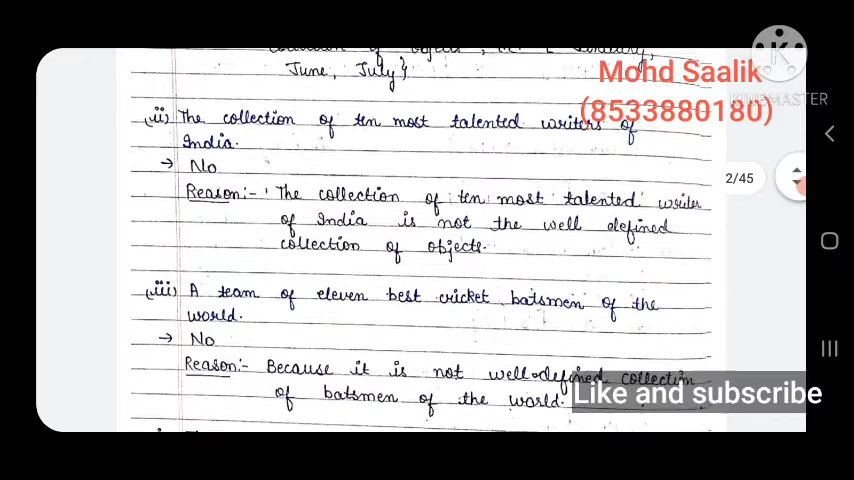 June, July}
Mohd Saalik
(8533880180)
KINEMASTER
(ii) The collection of ten most talented writers of
India.
→ No
2/45
Reason:- The collection of ten most talented writer
of India is not the well defined
collection of objects.
(iii) A team of eleven best cricket batsmen of the
world.
→ No
Reason:- Because it is not well-defined collection
of batsmen of the world.
Like and subscribe